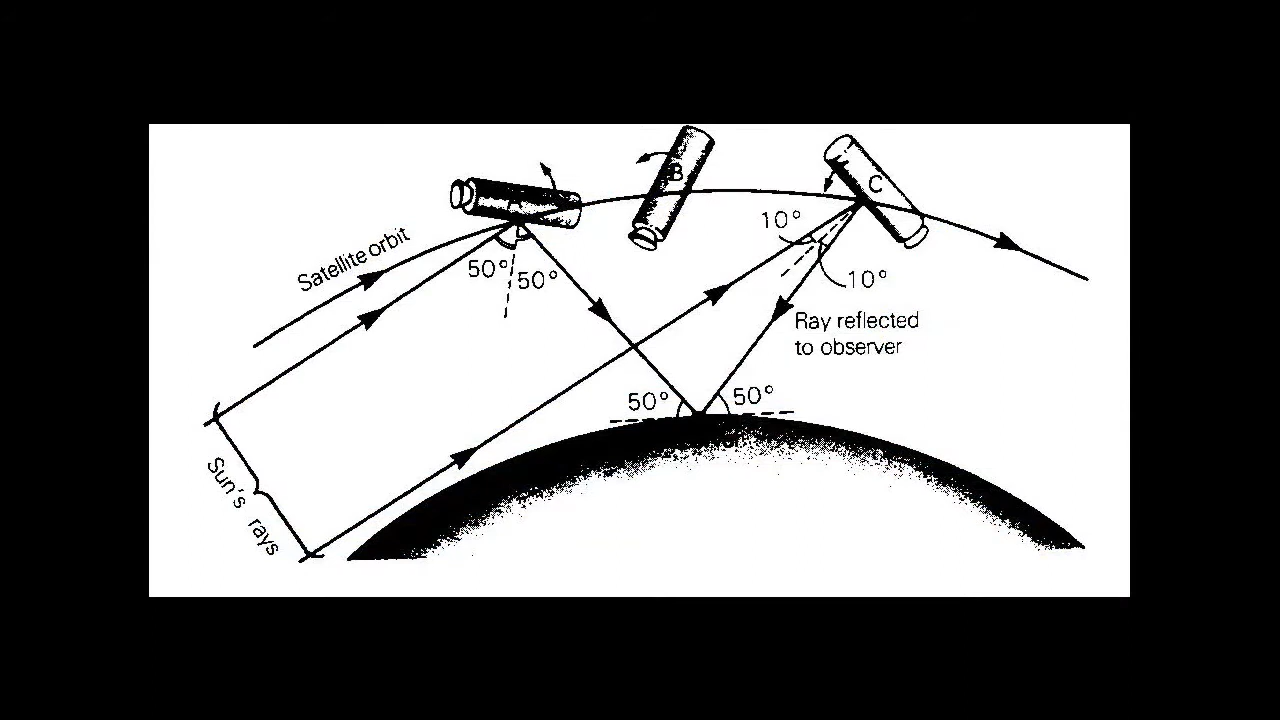 A
B
C
Satellite orbit
10°
50° 50°
10°
Ray reflected
to observer
50° 50°
Sun's rays